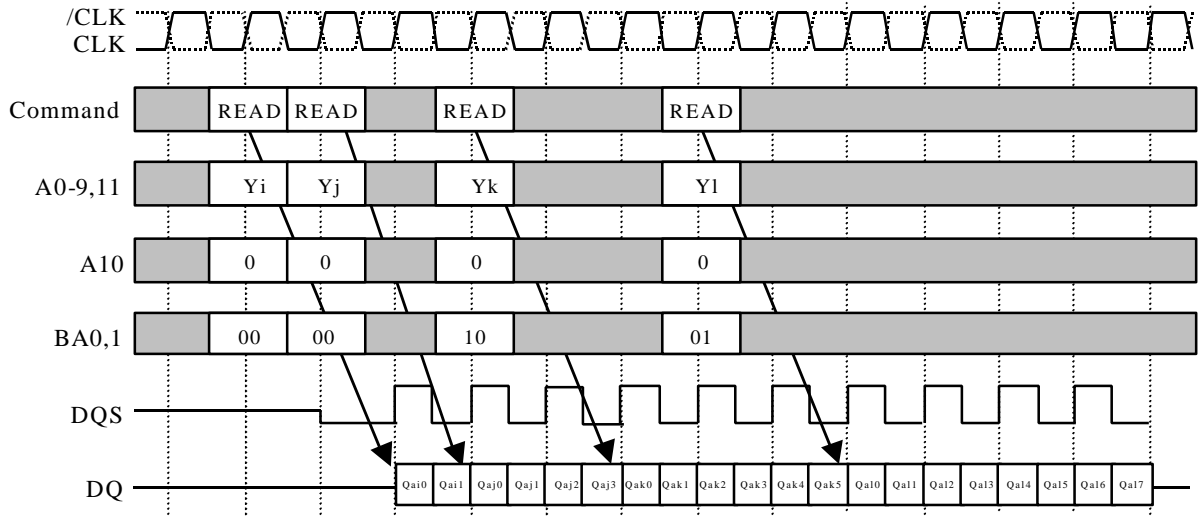 /CLK
CLK
Command READ READ READ READ
A0-9,11 Yi Yj Yk Yl
A10 0 0 0 0
BA0,1 00 00 10 01
DQS
DQ Qai0 Qai1 Qaj0 Qaj1 Qaj2 Qaj3 Qak0 Qak1 Qak2 Qak3 Qak4 Qak5 Qal0 Qal1 Qal2 Qal3 Qal4 Qal5 Qal6 Qal7